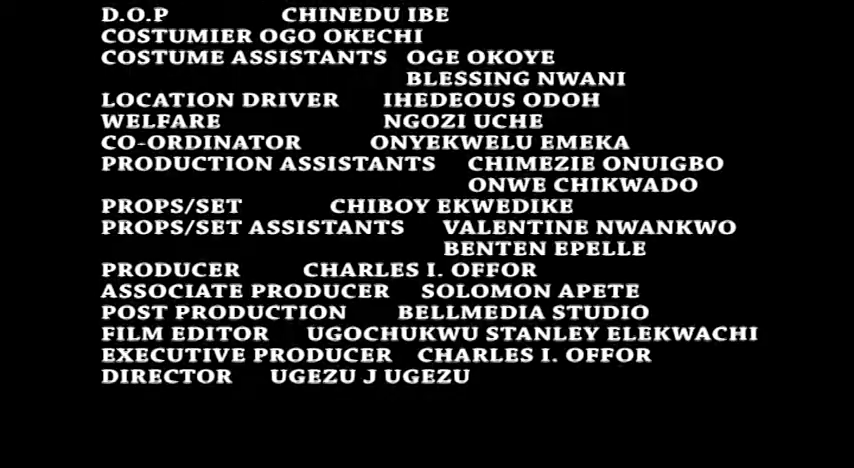 D.O.P CHINEDU IBE
COSTUMIER OGO OKECHI
COSTUME ASSISTANTS OGE OKOYE
BLESSING NWANI
LOCATION DRIVER IHEDEOUS ODOH
WELFARE NGOZI UCHE
CO-ORDINATOR ONYEKWELU EMEKA
PRODUCTION ASSISTANTS CHIMEZIE ONUIGBO
ONWE CHIKWADO
PROPS/SET CHIBOY EKWEDIKE
PROPS/SET ASSISTANTS VALENTINE NWANKWO
BENTEN EPELLE
PRODUCER CHARLES I. OFFOR
ASSOCIATE PRODUCER SOLOMON APETE
POST PRODUCTION BELLMEDIA STUDIO
FILM EDITOR UGOCHUKWU STANLEY ELEKWACHI
EXECUTIVE PRODUCER CHARLES I. OFFOR
DIRECTOR UGEZU J UGEZU